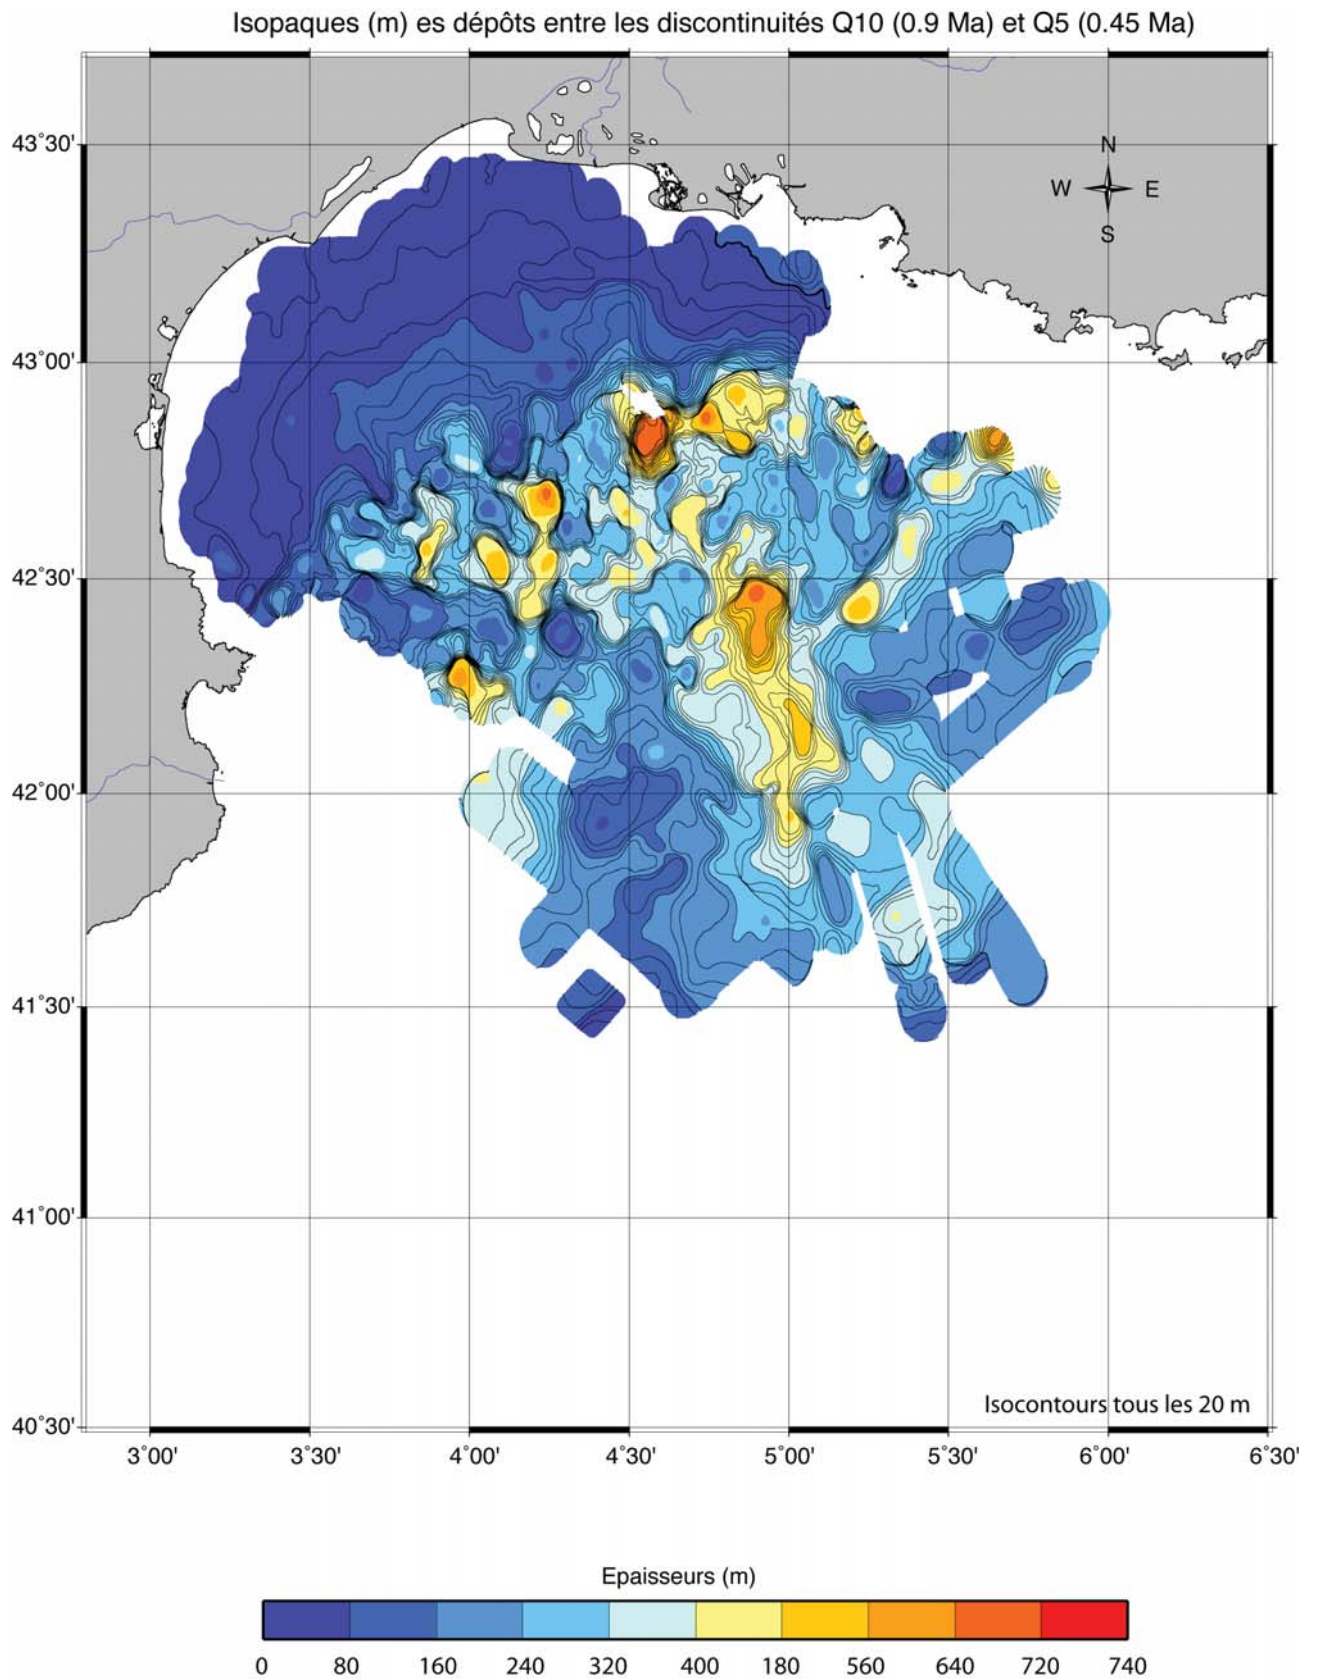 Isopaques (m) es dépôts entre les discontinuités Q10 (0.9 Ma) et Q5 (0.45 Ma)
43°30'
N
W E
S
43°00'
42°30'
42°00'
41°30'
41°00'
Isocontours tous les 20 m
40°30'
3°00' 3°30' 4°00' 4°30' 5°00' 5°30' 6°00' 6°30'
Epaisseurs (m)
0 80 160 240 320 400 180 560 640 720 740